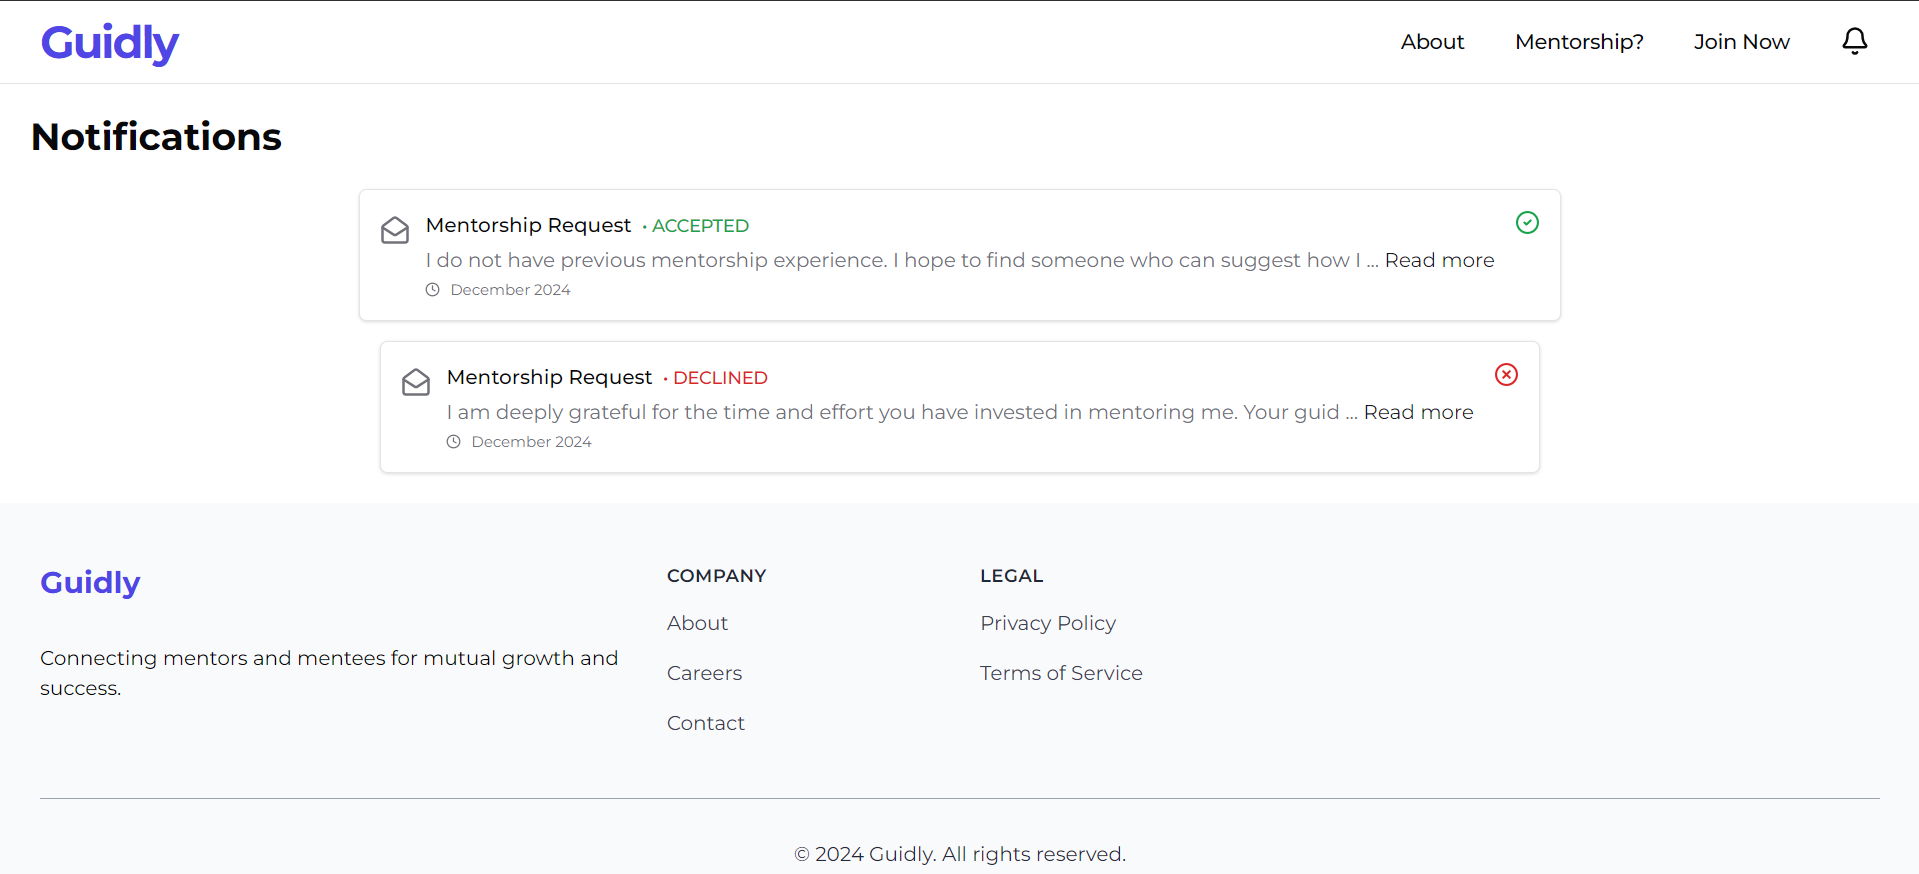 Guidly
About Mentorship? Join Now
Notifications
Mentorship Request • ACCEPTED
I do not have previous mentorship experience. I hope to find someone who can suggest how I ... Read more
December 2024
Mentorship Request • DECLINED
I am deeply grateful for the time and effort you have invested in mentoring me. Your guid ... Read more
December 2024
Guidly
Connecting mentors and mentees for mutual growth and
success.
COMPANY
About
Careers
Contact
LEGAL
Privacy Policy
Terms of Service
© 2024 Guidly. All rights reserved.